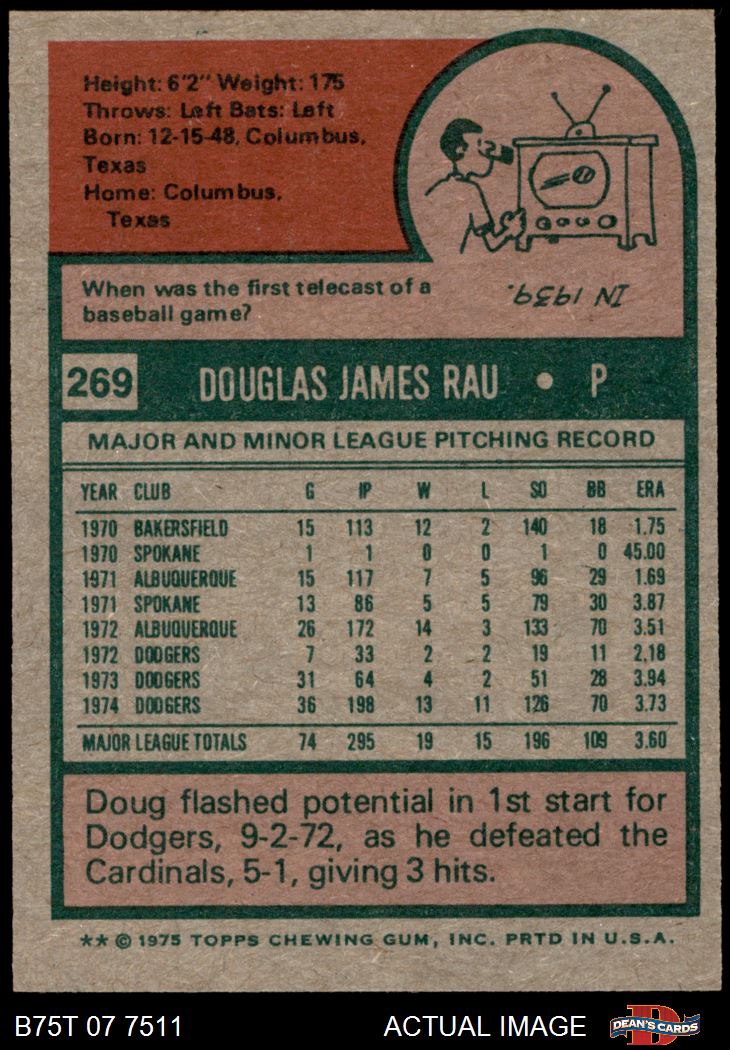 Height: 6'2" Weight: 175
Throws: Left Bats: Left
Born: 12-15-48, Columbus,
Texas
Home: Columbus,
Texas
When was the first telecast of a
baseball game?
IN 1939.
269 DOUGLAS JAMES RAU • P
MAJOR AND MINOR LEAGUE PITCHING RECORD
YEAR CLUB G IP W L SO BB ERA
1970 BAKERSFIELD 15 113 12 2 140 18 1.75
1970 SPOKANE 1 1 0 0 1 0 45.00
1971 ALBUQUERQUE 15 117 7 5 96 29 1.69
1971 SPOKANE 13 86 5 5 79 30 3.87
1972 ALBUQUERQUE 26 172 14 3 133 70 3.51
1972 DODGERS 7 33 2 2 19 11 2.18
1973 DODGERS 31 64 4 2 51 28 3.94
1974 DODGERS 36 198 13 11 126 70 3.73
MAJOR LEAGUE TOTALS 74 295 19 15 196 109 3.60
Doug flashed potential in 1st start for
Dodgers, 9-2-72, as he defeated the
Cardinals, 5-1, giving 3 hits.
** © 1975 TOPPS CHEWING GUM, INC. PRTD IN U.S.A.
B75T 07 7511 ACTUAL IMAGE D DEAN'S CARDS